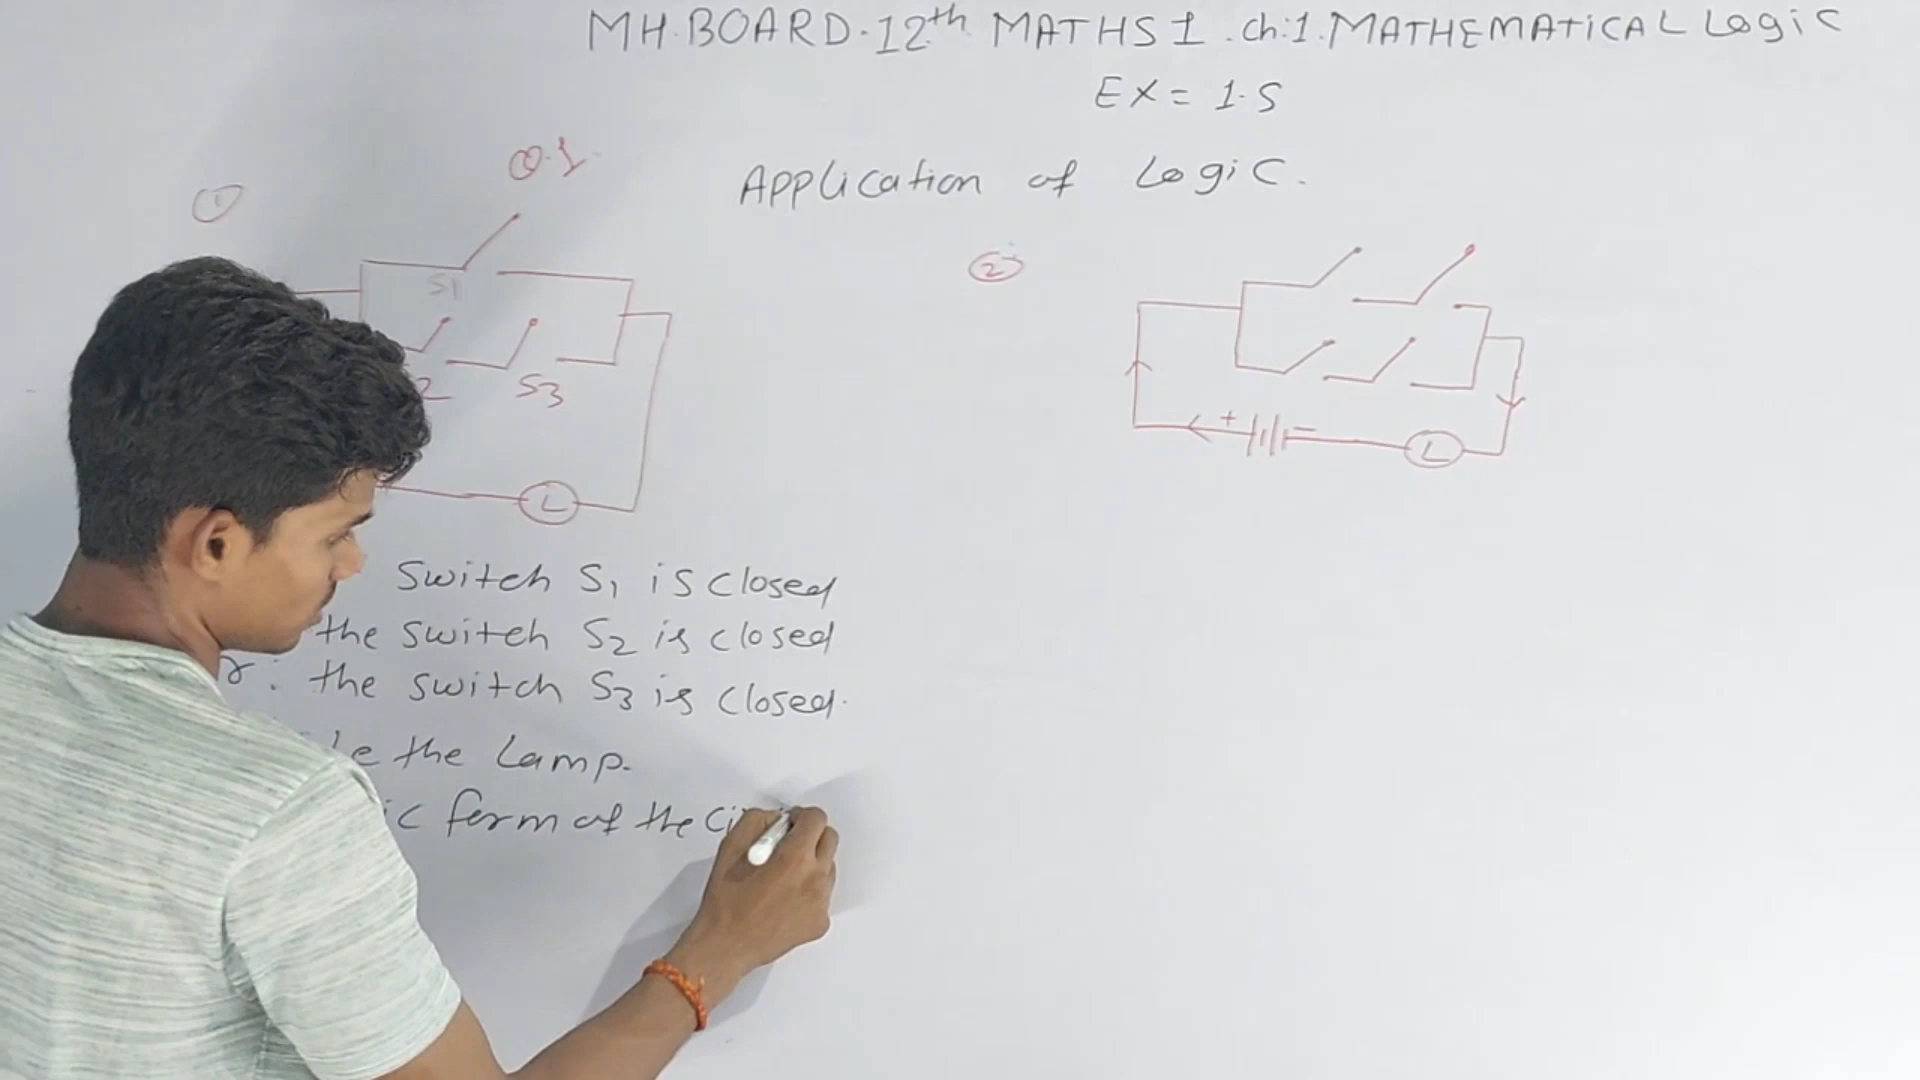 MH.BOARD.12th MATHS 1 .ch:1.MATHEMATICAL LOGIC
EX = 1.5
Application of Logic.
Q.1
①
S1
2 S3
L
②
+ -
L
Switch S1 is closed
the switch S2 is closed
r: the switch S3 is closed.
the Lamp.
form of the